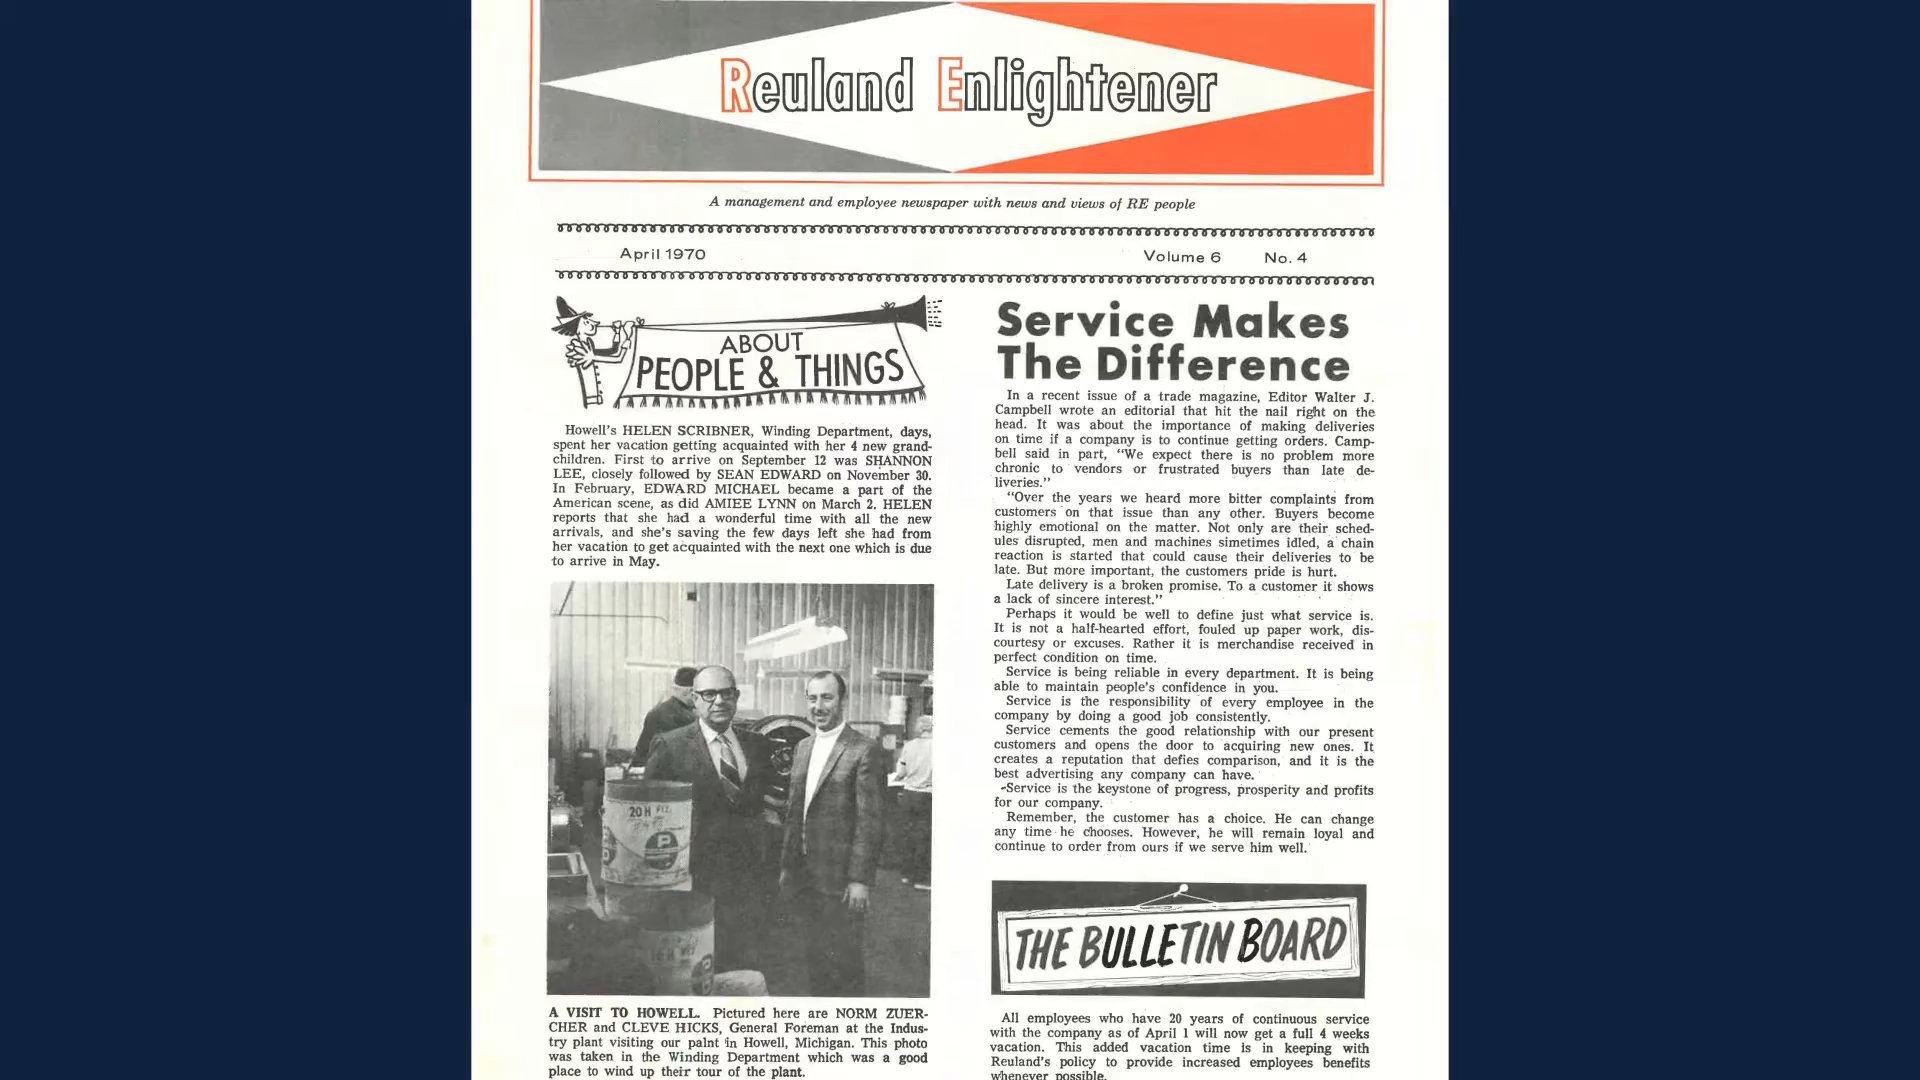 Reuland Enlightener
A management and employee newspaper with news and views of RE people
April 1970
Volume 6 No. 4
ABOUT
PEOPLE & THINGS
Howell's HELEN SCRIBNER, Winding Department, days,
spent her vacation getting acquainted with her 4 new grand-
children. First to arrive on September 12 was SHANNON
LEE, closely followed by SEAN EDWARD on November 30.
In February, EDWARD MICHAEL became a part of the
American scene, as did AMIEE LYNN on March 2. HELEN
reports that she had a wonderful time with all the new
arrivals, and she's saving the few days left she had from
her vacation to get acquainted with the next one which is due
to arrive in May.
20 H
P
16 H
A VISIT TO HOWELL. Pictured here are NORM ZUER-
CHER and CLEVE HICKS, General Foreman at the Indus-
try plant visiting our palnt in Howell, Michigan. This photo
was taken in the Winding Department which was a good
place to wind up their tour of the plant.
Service Makes
The Difference
In a recent issue of a trade magazine, Editor Walter J.
Campbell wrote an editorial that hit the nail right on the
head. It was about the importance of making deliveries
on time if a company is to continue getting orders. Camp-
bell said in part, "We expect there is no problem more
chronic to vendors or frustrated buyers than late de-
liveries."
"Over the years we heard more bitter complaints from
customers on that issue than any other. Buyers become
highly emotional on the matter. Not only are their sched-
ules disrupted, men and machines simetimes idled, a chain
reaction is started that could cause their deliveries to be
late. But more important, the customers pride is hurt.
Late delivery is a broken promise. To a customer it shows
a lack of sincere interest."
Perhaps it would be well to define just what service is.
It is not a half-hearted effort, fouled up paper work, dis-
courtesy or excuses. Rather it is merchandise received in
perfect condition on time.
Service is being reliable in every department. It is being
able to maintain people's confidence in you.
Service is the responsibility of every employee in the
company by doing a good job consistently.
Service cements the good relationship with our present
customers and opens the door to acquiring new ones. It
creates a reputation that defies comparison, and it is the
best advertising any company can have.
-Service is the keystone of progress, prosperity and profits
for our company.
Remember, the customer has a choice. He can change
any time he chooses. However, he will remain loyal and
continue to order from ours if we serve him well.
THE BULLETIN BOARD
All employees who have 20 years of continuous service
with the company as of April 1 will now get a full 4 weeks
vacation. This added vacation time is in keeping with
Reuland's policy to provide increased employees benefits
whenever possible.